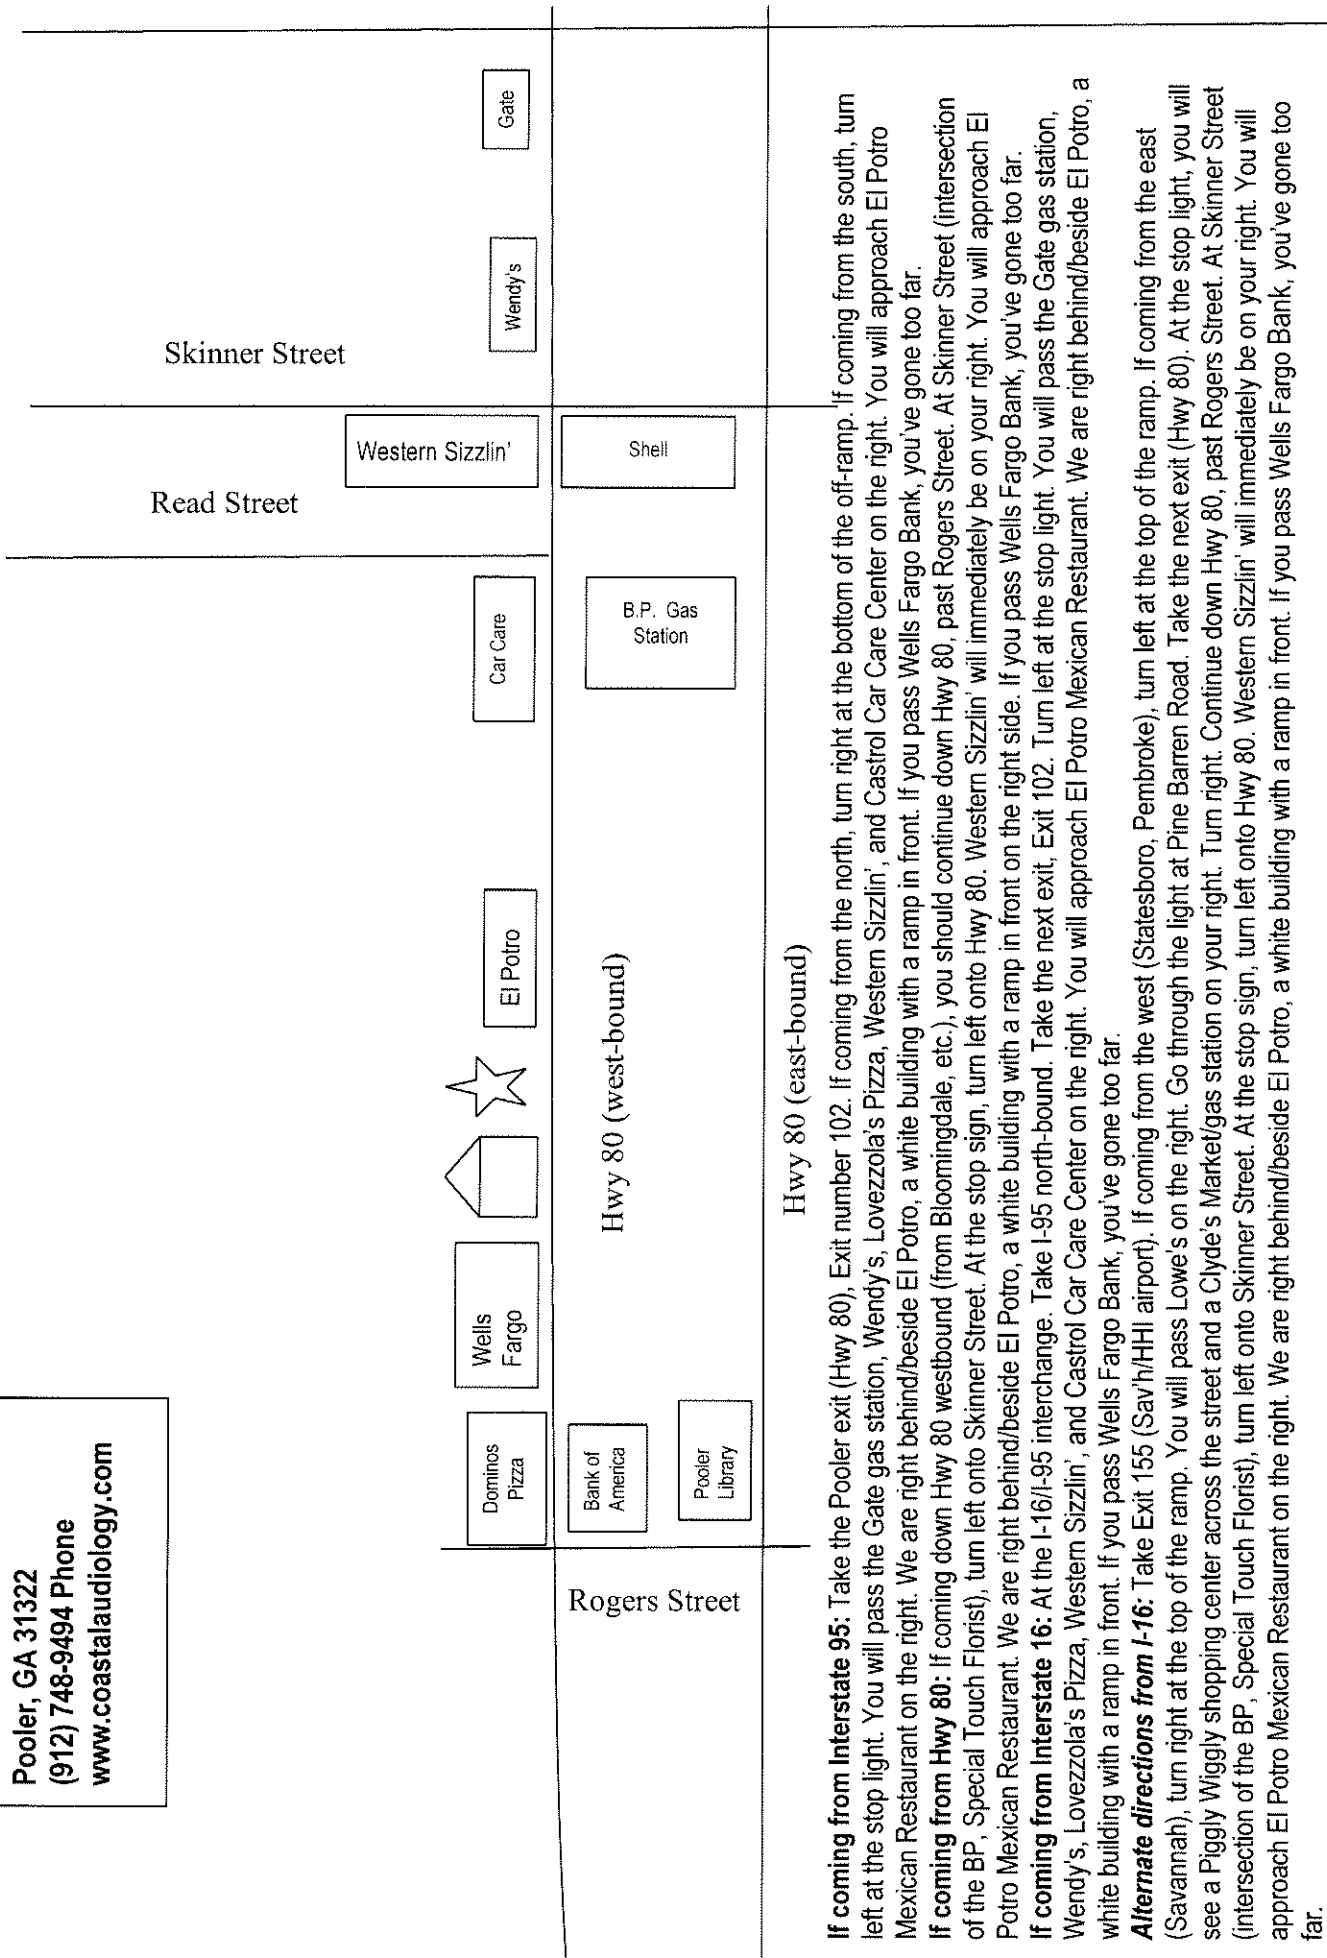 Pooler, GA 31322
(912) 748-9494 Phone
www.coastalaudiology.com
Skinner Street
Read Street
Western Sizzlin'
Wendy's
Gate
Dominos
Pizza
Wells
Fargo
El Potro
Car Care
Shell
B.P. Gas
Station
Bank of
America
Pooler
Library
Rogers Street
Hwy 80 (west-bound)
Hwy 80 (east-bound)
If coming from Interstate 95: Take the Pooler exit (Hwy 80), Exit number 102. If coming from the north, turn right at the bottom of the off-ramp. If coming from the south, turn
left at the stop light. You will pass the Gate gas station, Wendy's, Lovezzola's Pizza, Western Sizzlin', and Castrol Car Care Center on the right. You will approach El Potro
Mexican Restaurant on the right. We are right behind/beside El Potro, a white building with a ramp in front. If you pass Wells Fargo Bank, you've gone too far.
If coming from Hwy 80: If coming down Hwy 80 westbound (from Bloomingdale, etc.), you should continue down Hwy 80, past Rogers Street. At Skinner Street (intersection
of the BP, Special Touch Florist), turn left onto Skinner Street. At the stop sign, turn left onto Hwy 80. Western Sizzlin' will immediately be on your right. You will approach El
Potro Mexican Restaurant. We are right behind/beside El Potro, a white building with a ramp in front on the right side. If you pass Wells Fargo Bank, you've gone too far.
If coming from Interstate 16: At the I-16/I-95 interchange. Take I-95 north-bound. Take the next exit, Exit 102. Turn left at the stop light. You will pass the Gate gas station,
Wendy's, Lovezzola's Pizza, Western Sizzlin', and Castrol Car Care Center on the right. You will approach El Potro Mexican Restaurant. We are right behind/beside El Potro, a
white building with a ramp in front. If you pass Wells Fargo Bank, you've gone too far.
Alternate directions from I-16: Take Exit 155 (Sav'h/HHI airport). If coming from the west (Statesboro, Pembroke), turn left at the top of the ramp. If coming from the east
(Savannah), turn right at the top of the ramp. You will pass Lowe's on the right. Go through the light at Pine Barren Road. Take the next exit (Hwy 80). At the stop light, you will
see a Piggly Wiggly shopping center across the street and a Clyde's Market/gas station on your right. Turn right. Continue down Hwy 80, past Rogers Street. At Skinner Street
(intersection of the BP, Special Touch Florist), turn left onto Skinner Street. At the stop sign, turn left onto Hwy 80. Western Sizzlin' will immediately be on your right. You will
approach El Potro Mexican Restaurant on the right. We are right behind/beside El Potro, a white building with a ramp in front. If you pass Wells Fargo Bank, you've gone too
far.